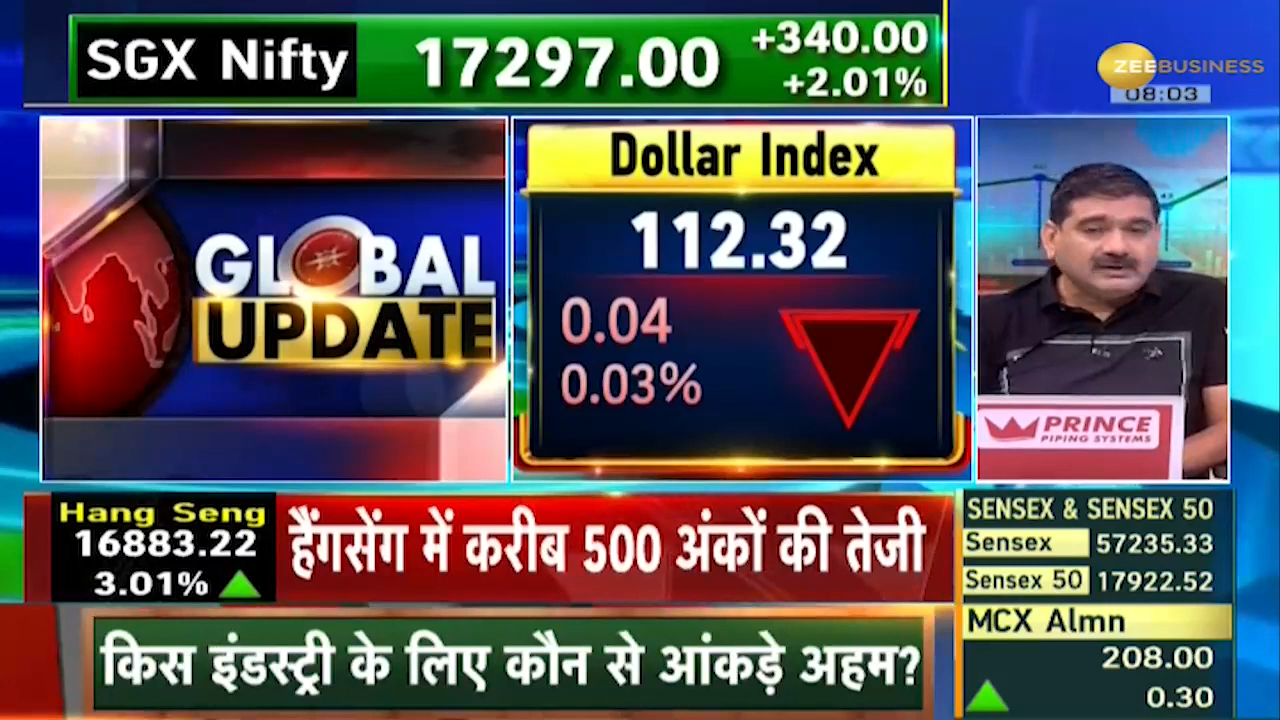 SGX Nifty
17297.00
+340.00
+2.01%
ZEEBUSINESS
08:03
GLOBAL
UPDATE
Dollar Index
112.32
0.04
0.03%
PRINCE
PIPING SYSTEMS
Hang Seng
16883.22
3.01%
हैंगसेंग में करीब 500 अंकों की तेजी
किस इंडस्ट्री के लिए कौन से आंकड़े अहम?
SENSEX & SENSEX 50
Sensex 57235.33
Sensex 50 17922.52
MCX Almn
208.00
0.30